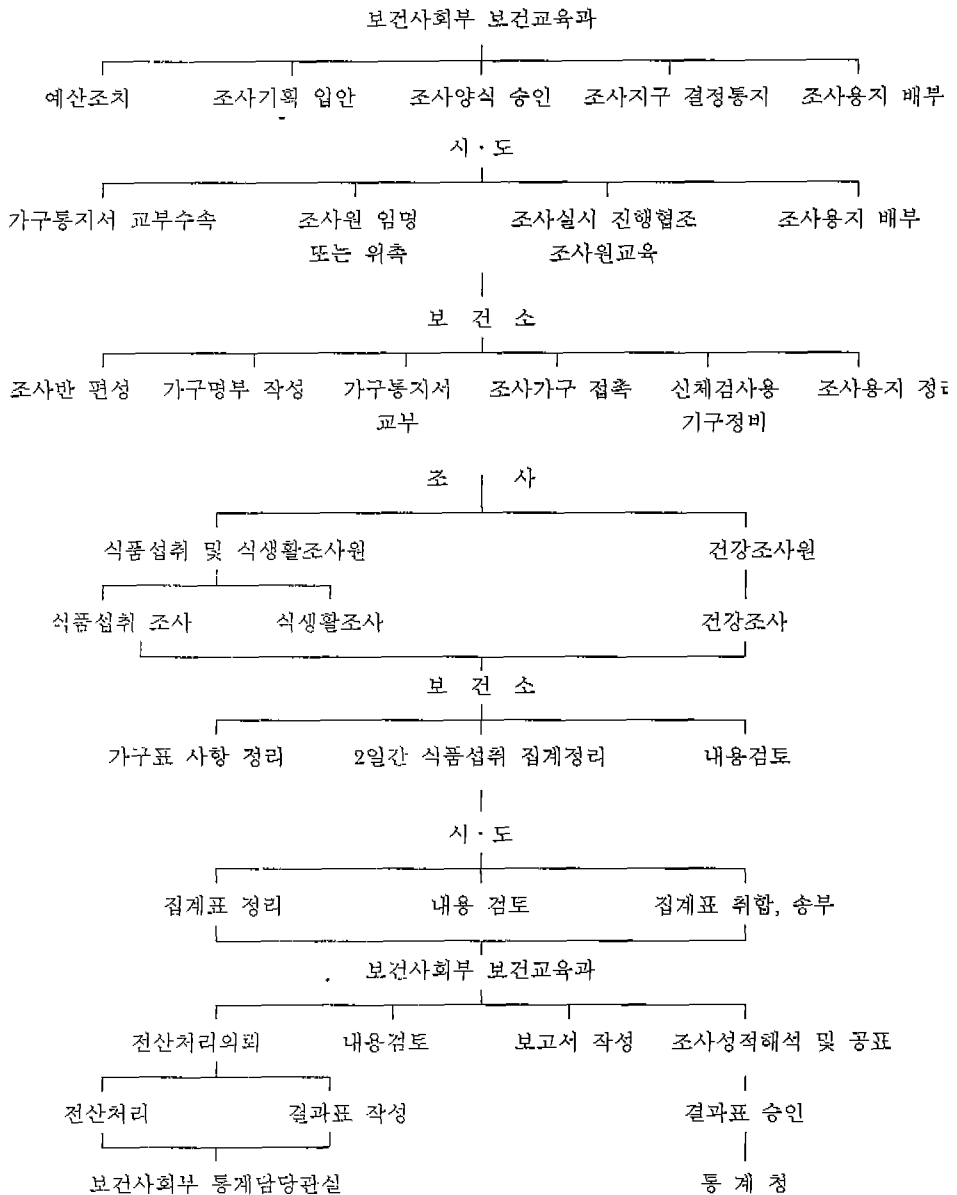 보건사회부 보건교육과
예산조치 조사기획 입안 조사양식 승인 조사지구 결정통지 조사용지 배부
시·도
가구통지서 교부수속 조사원 임명 조사실시 진행협조 조사용지 배부
또는 위촉 조사원교육
보 건 소
조사반 편성 가구명부 작성 가구통지서 조사가구 접촉 신체검사용 조사용지
교부 기구정비
조 사
식품섭취 및 식생활조사원 건강조사원
식품섭취 조사 식생활조사 건강조사
보 건 소
가구표 사항 정리 2일간 식품섭취 집계정리 내용검토
시·도
집계표 정리 내용 검토 집계표 취합, 송부
보건사회부 보건교육과
전산처리의뢰 내용검토 보고서 작성 조사성적해석 및 공표
전산처리 결과표 작성 결과표 승인
보건사회부 통계담당관실 통 계 청